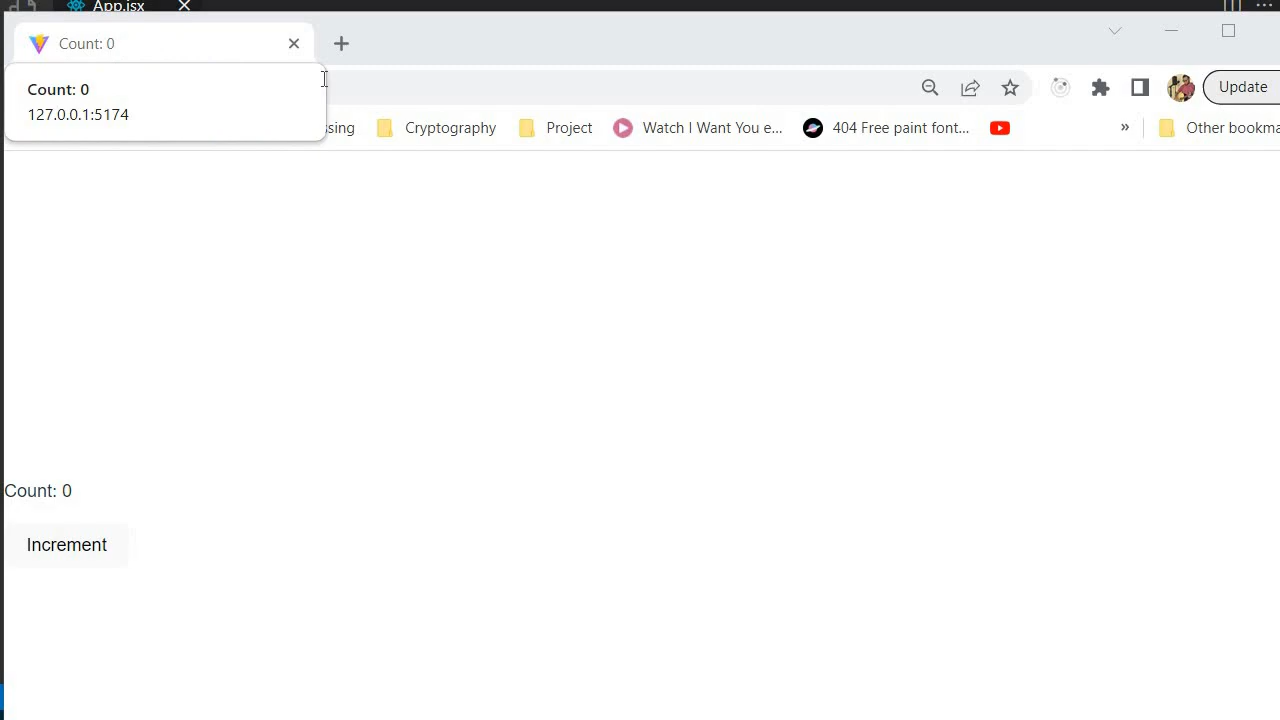 App.jsx
Count: 0
Count: 0
127.0.0.1:5174
Update
sing Cryptography Project Watch I Want You e... 404 Free paint font... » Other bookma
Count: 0
Increment